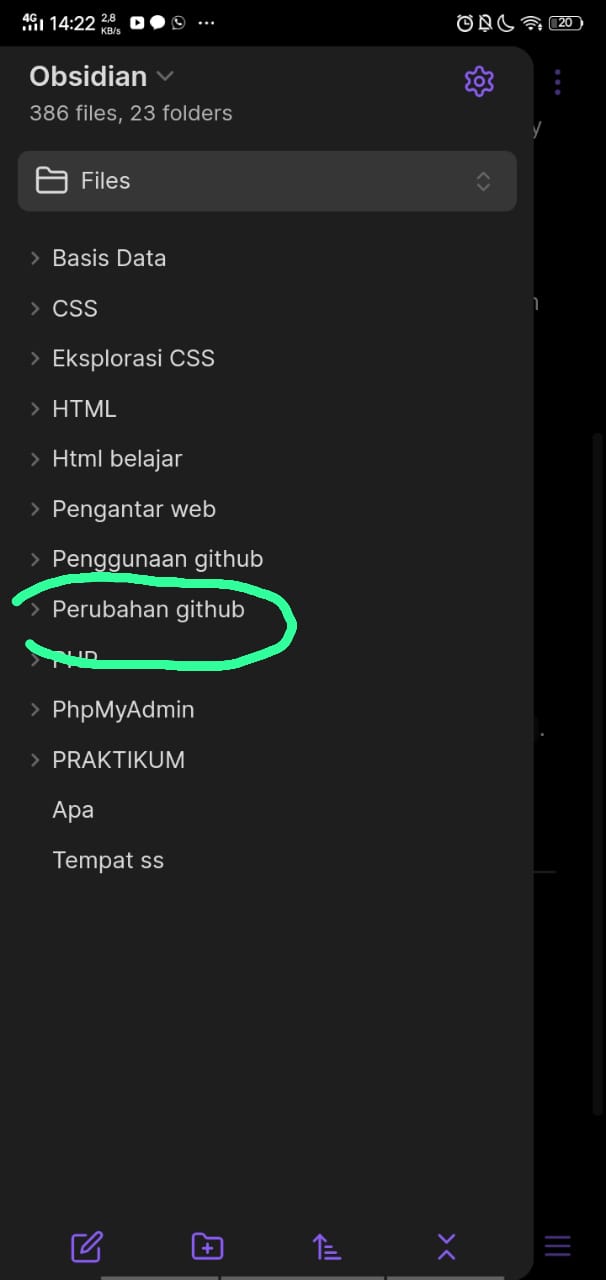 4G 14:22 2,8 KB/s 20
Obsidian
386 files, 23 folders
Files
Basis Data
CSS
Eksplorasi CSS
HTML
Html belajar
Pengantar web
Penggunaan github
Perubahan github
PHP
PhpMyAdmin
PRAKTIKUM
Apa
Tempat ss